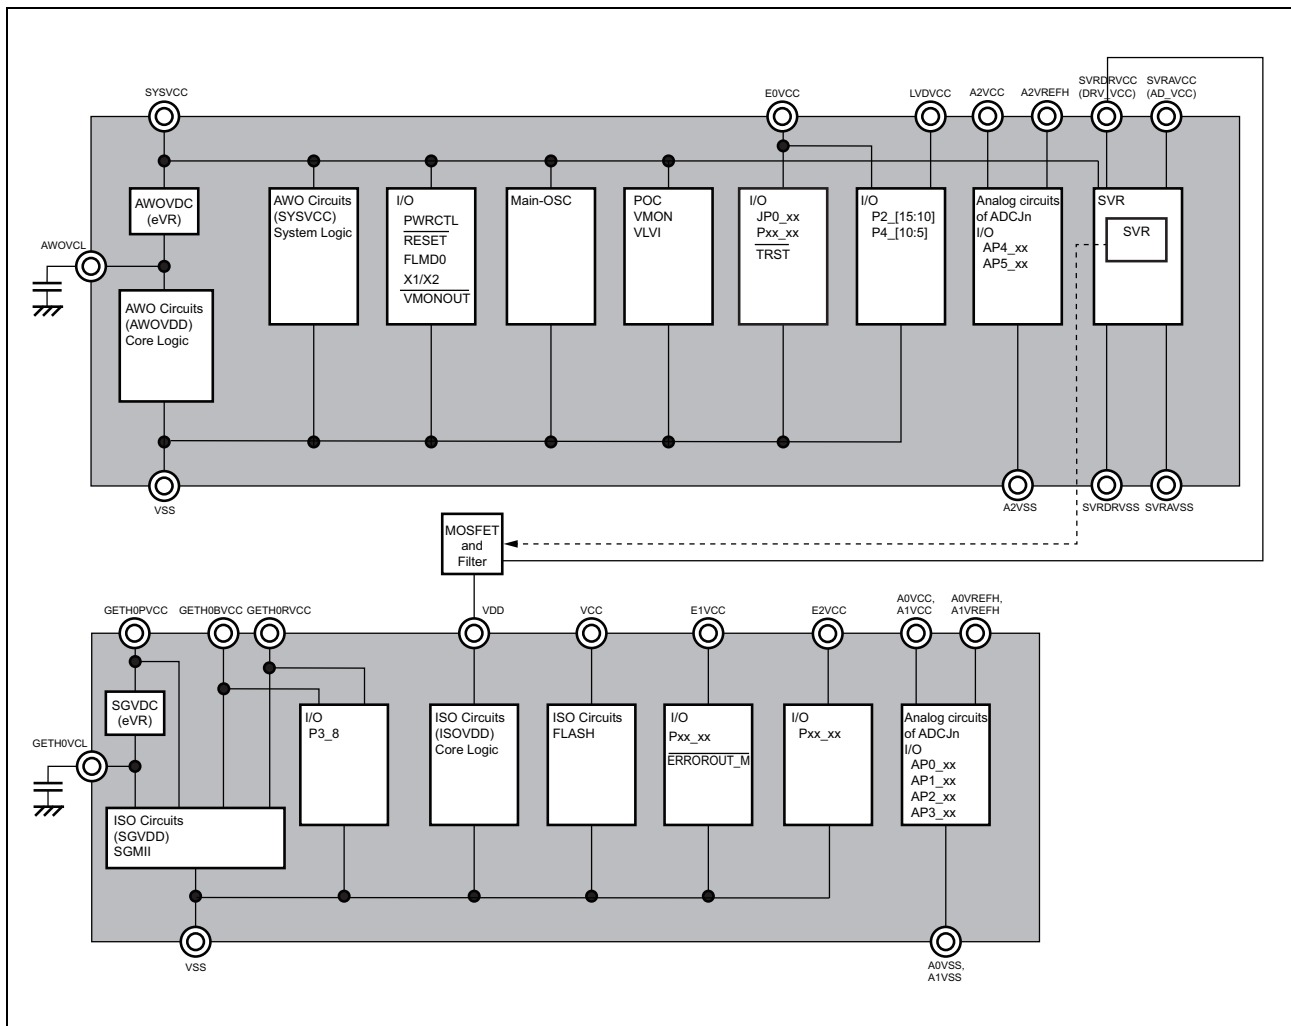 SYSVCC
E0VCC
LVDVCC
A2VCC
A2VREFH
SVRDRVCC
(DRV_VCC)
SVRAVCC
(AD_VCC)
AWOVDC
(eVR)
AWOVCL
AWO Circuits
(AWOVDD)
Core Logic
AWO Circuits
(SYSVCC)
System Logic
I/O
PWRCTL
RESET
FLMD0
X1/X2
VMONOUT
Main-OSC
POC
VMON
VLVI
I/O
JP0_xx
Pxx_xx
TRST
I/O
P2_[15:10]
P4_[10:5]
Analog circuits
of ADCJn
I/O
AP4_xx
AP5_xx
SVR
SVR
VSS
A2VSS
SVRDRVSS
SVRAVSS
MOSFET
and
Filter
GETH0PVCC
GETH0BVCC
GETH0RVCC
VDD
VCC
E1VCC
E2VCC
A0VCC,
A1VCC
A0VREFH,
A1VREFH
SGVDC
(eVR)
GETH0VCL
ISO Circuits
(SGVDD)
SGMII
I/O
P3_8
ISO Circuits
(ISOVDD)
Core Logic
ISO Circuits
FLASH
I/O
Pxx_xx
ERROROUT_M
I/O
Pxx_xx
Analog circuits
of ADCJn
I/O
AP0_xx
AP1_xx
AP2_xx
AP3_xx
VSS
A0VSS,
A1VSS